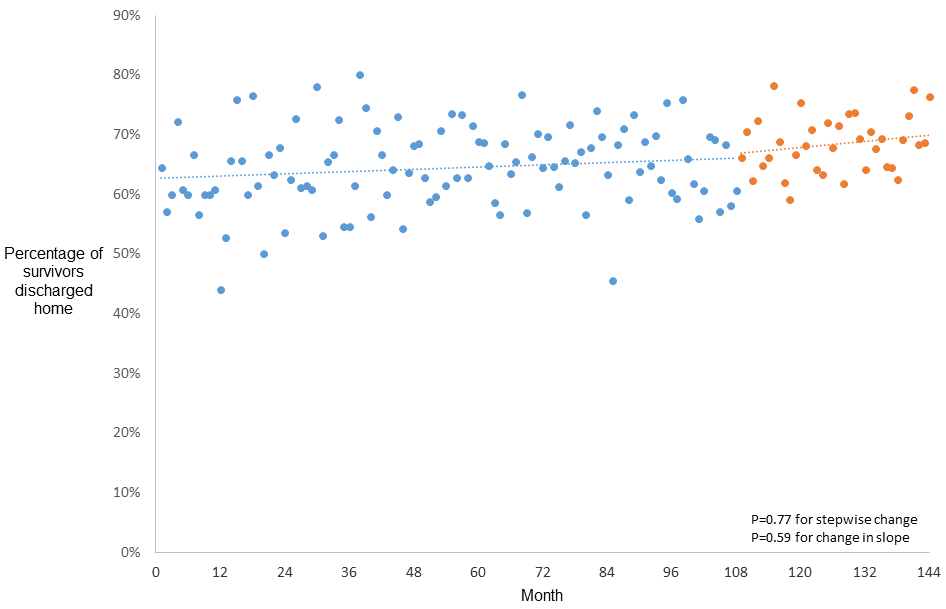 90%
80%
70%
60%
50%
40%
30%
20%
10%
0%
Percentage of
survivors
discharged
home
P=0.77 for stepwise change
P=0.59 for change in slope
0 12 24 36 48 60 72 84 96 108 120 132 144
Month